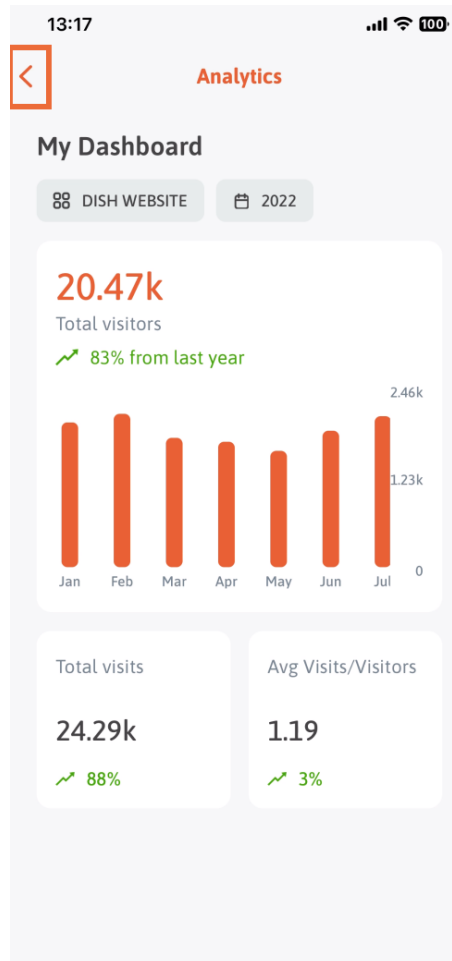 13:17
100
Analytics
My Dashboard
DISH WEBSITE
2022
20.47k
Total visitors
83% from last year
2.46k
1.23k
0
Jan Feb Mar Apr May Jun Jul
Total visits
24.29k
88%
Avg Visits/Visitors
1.19
3%